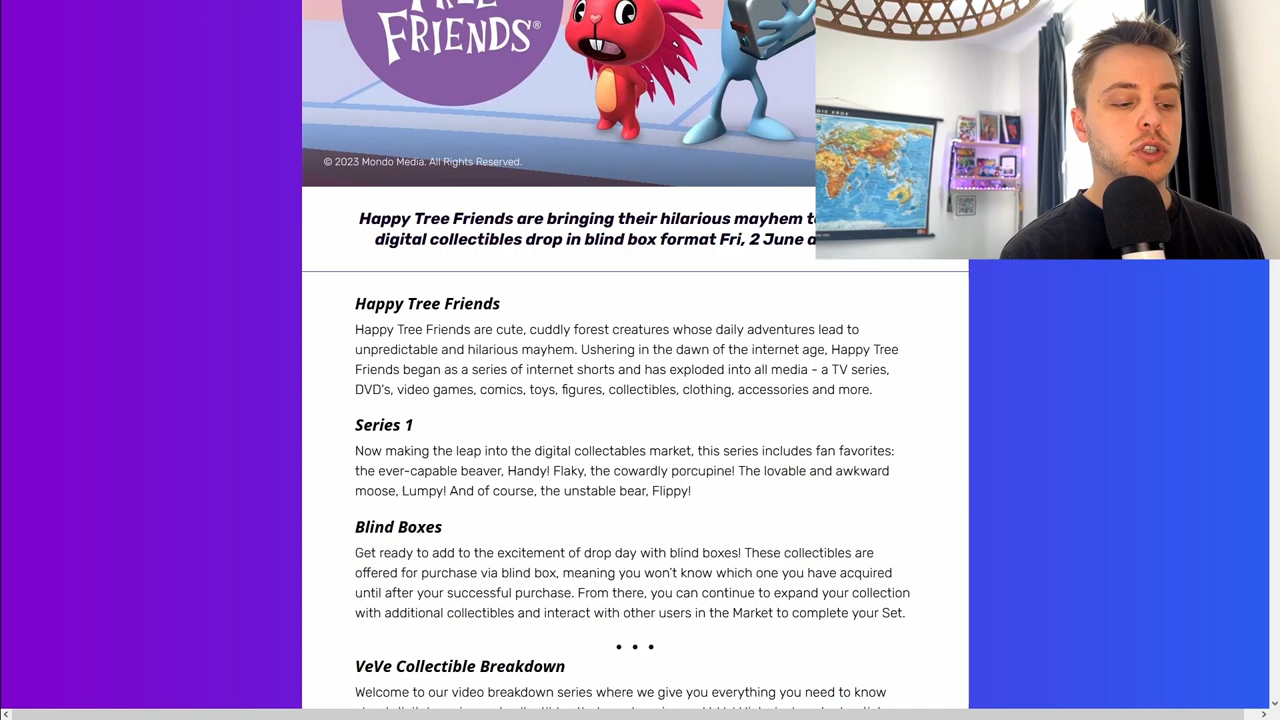 FRIENDS®
© 2023 Mondo Media. All Rights Reserved.
Happy Tree Friends are bringing their hilarious mayhem
digital collectibles drop in blind box format Fri, 2 June
Happy Tree Friends
Happy Tree Friends are cute, cuddly forest creatures whose daily adventures lead to
unpredictable and hilarious mayhem. Ushering in the dawn of the internet age, Happy Tree
Friends began as a series of internet shorts and has exploded into all media - a TV series,
DVD's, video games, comics, toys, figures, collectibles, clothing, accessories and more.
Series 1
Now making the leap into the digital collectables market, this series includes fan favorites:
the ever-capable beaver, Handy! Flaky, the cowardly porcupine! The lovable and awkward
moose, Lumpy! And of course, the unstable bear, Flippy!
Blind Boxes
Get ready to add to the excitement of drop day with blind boxes! These collectibles are
offered for purchase via blind box, meaning you won't know which one you have acquired
until after your successful purchase. From there, you can continue to expand your collection
with additional collectibles and interact with other users in the Market to complete your Set.
• • •
VeVe Collectible Breakdown
Welcome to our video breakdown series where we give you everything you need to know